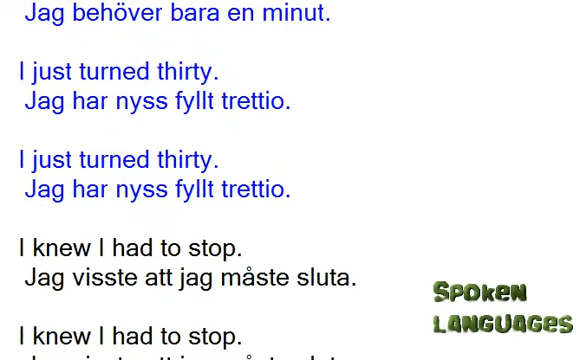 Jag behöver bara en minut.
I just turned thirty.
Jag har nyss fyllt trettio.
I just turned thirty.
Jag har nyss fyllt trettio.
I knew I had to stop.
Jag visste att jag måste sluta.
I knew I had to stop.
SPOKEN
LANGUAGES